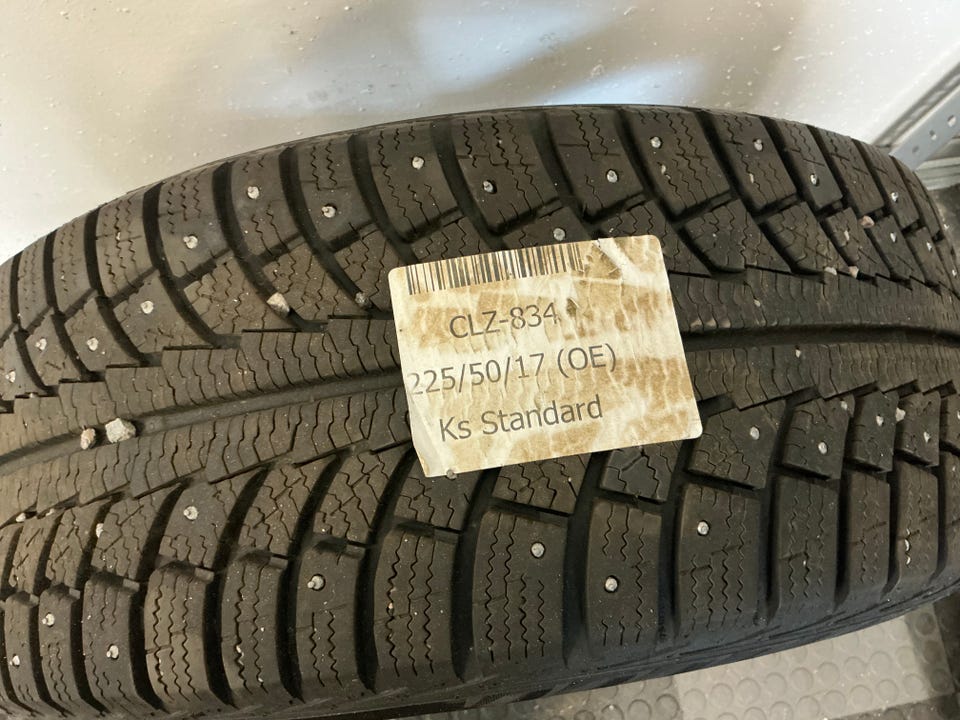 CLZ-834
225/50/17 (OE)
Ks Standard